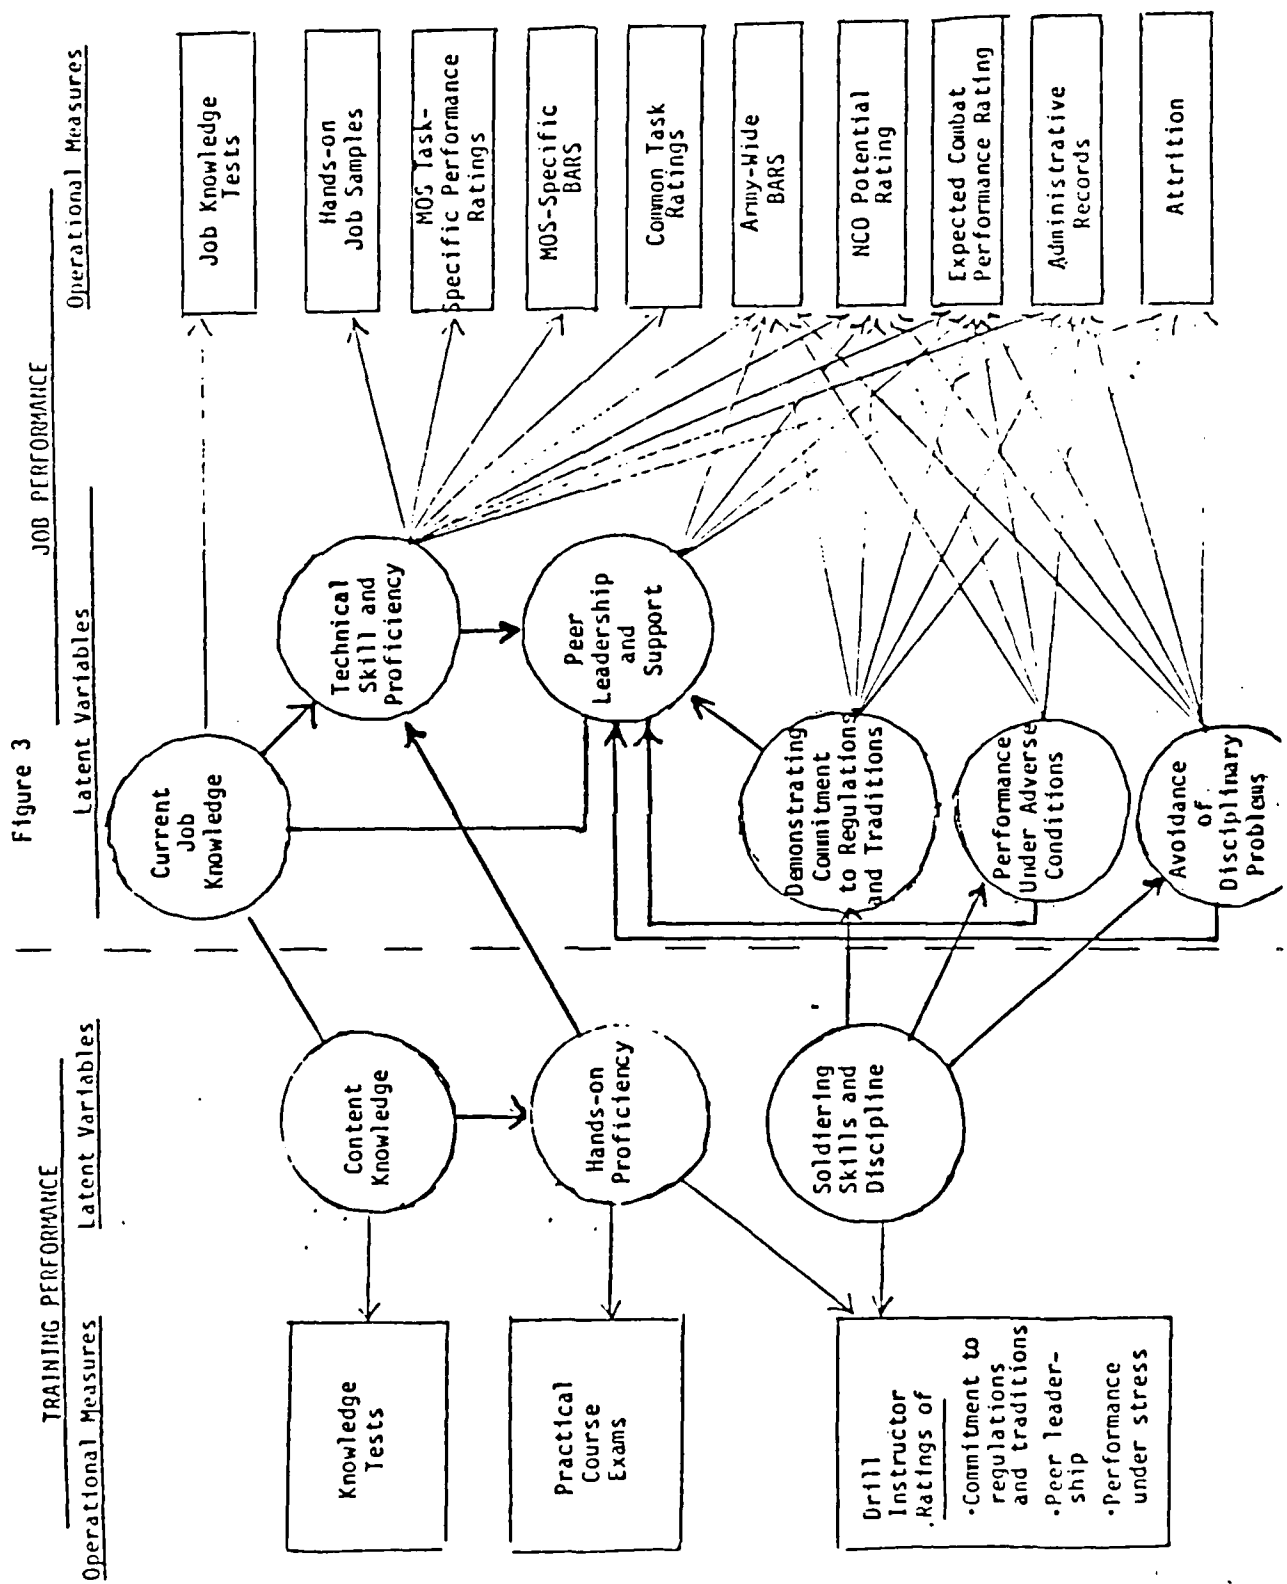 Figure 3
TRAINING PERFORMANCE
JOB PERFORMANCE
Operational Measures
Latent Variables
Latent Variables
Operational Measures
Knowledge
Tests
Practical
Course
Exams
Drill
Instructor
.Ratings of
•Commitment to
regulations
and traditions
•Peer leader-
ship
•Performance
under stress
Content
Knowledge
Hands-on
Proficiency
Soldiering
Skills and
Discipline
Current
Job
Knowledge
Technical
Skill and
Proficiency
Peer
Leadership
and
Support
Demonstrating
Commitment
to Regulations
and Traditions
Performance
Under Adverse
Conditions
Avoidance
of
Disciplinary
Problems
Job Knowledge
Tests
Hands-on
Job Samples
MOS Task-
Specific Performance
Ratings
MOS-Specific
BARS
Common Task
Ratings
Army-Wide
BARS
NCO Potential
Rating
Expected Combat
Performance Rating
Administrative
Records
Attrition